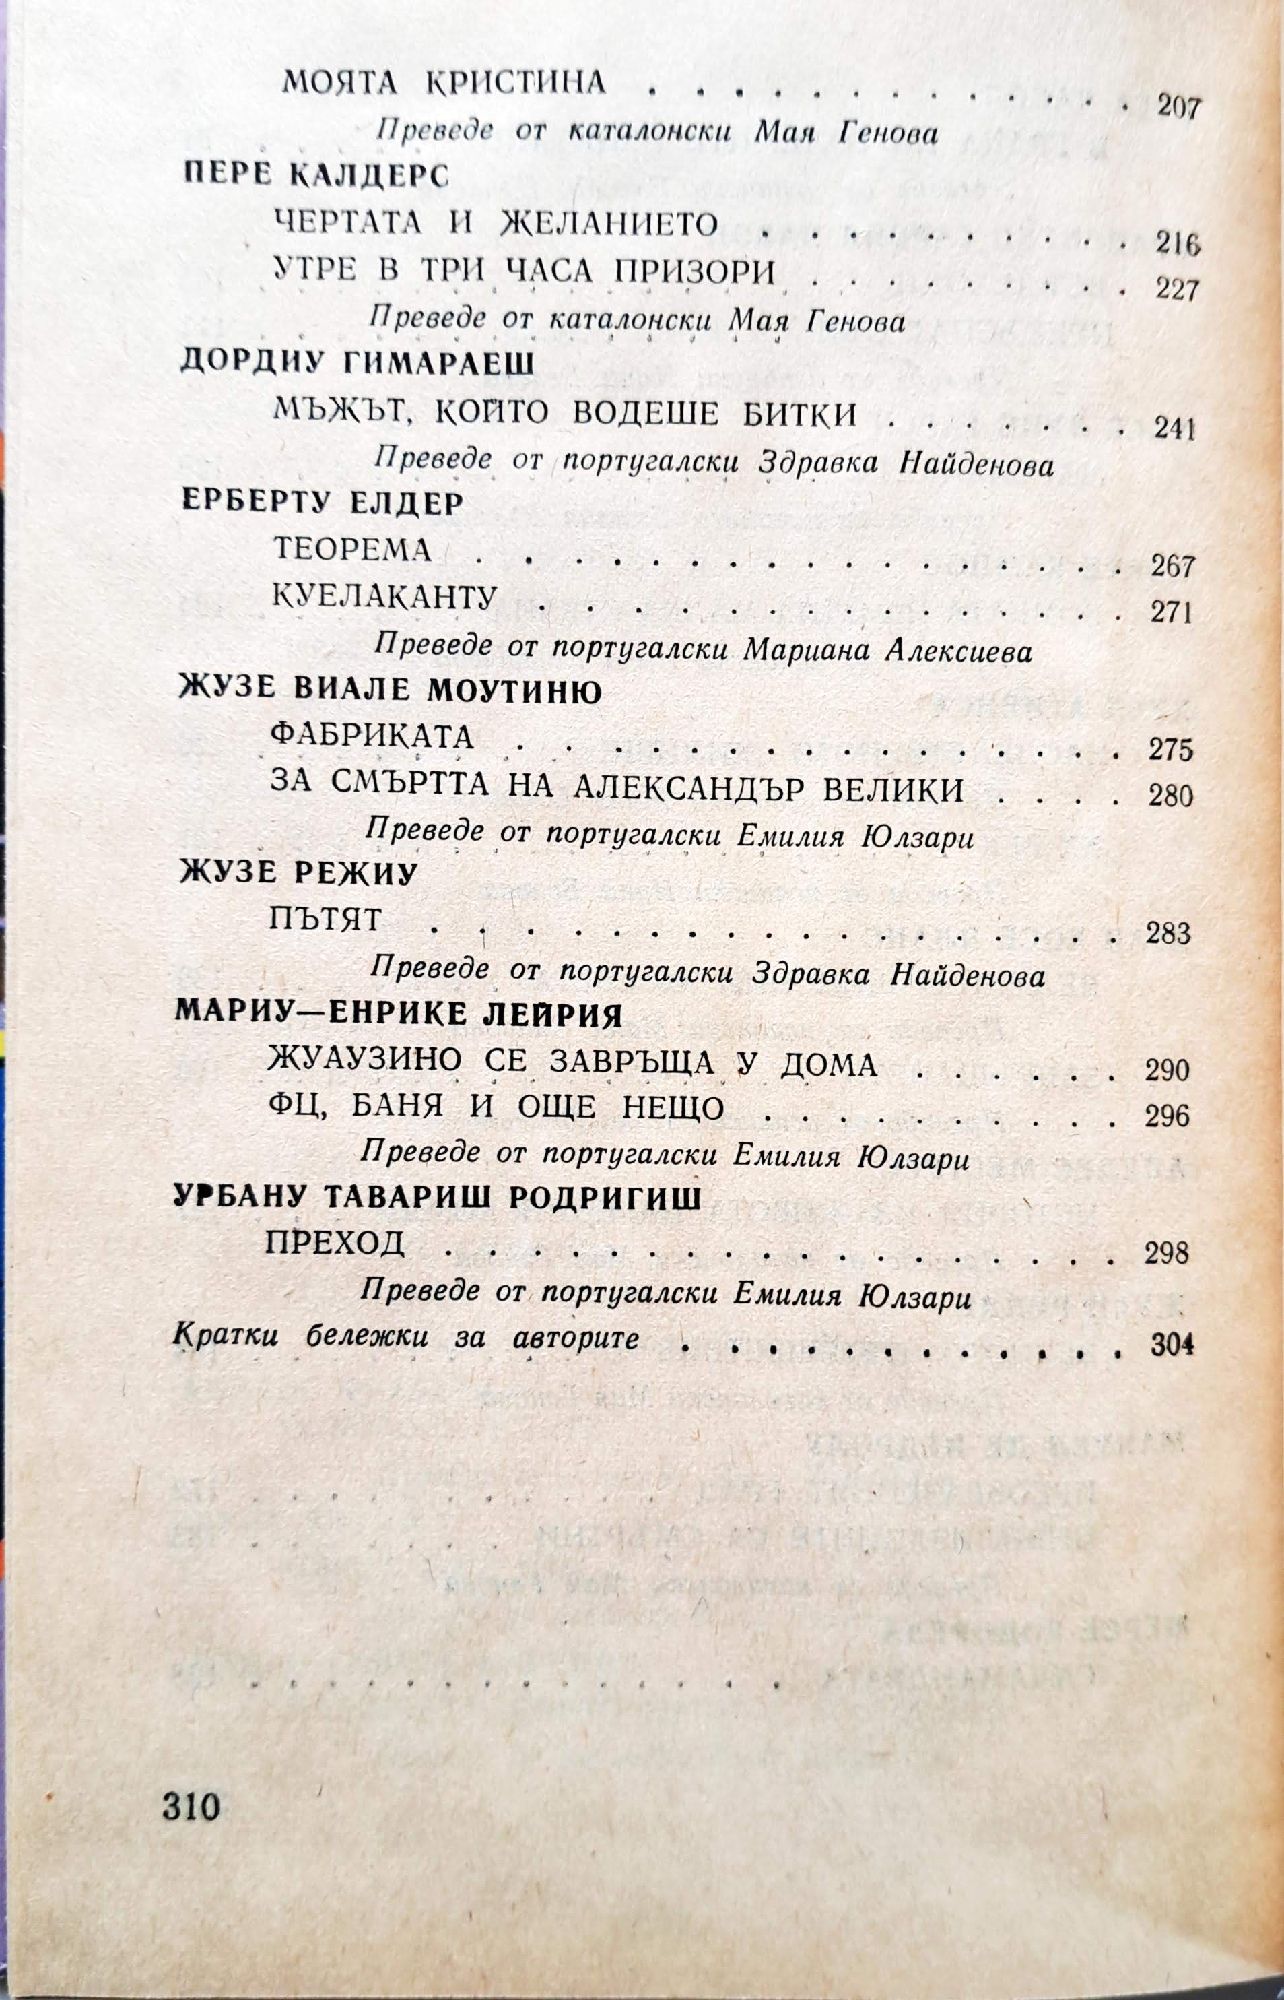 МОЯТА КРИСТИНА . . . . . . . . . . . . . 207
Преведе от каталонски Мая Генова
ПЕРЕ КАЛДЕРС
ЧЕРТАТА И ЖЕЛАНИЕТО . . . . . . . . . . 216
УТРЕ В ТРИ ЧАСА ПРИЗОРИ . . . . . . . . . 227
Преведе от каталонски Мая Генова
ДОРДИУ ГИМАРАЕШ
МЪЖЪТ, КОЙТО ВОДЕШЕ БИТКИ . . . . . . . 241
Преведе от португалски Здравка Найденова
ЕРБЕРТУ ЕЛДЕР
ТЕОРЕМА . . . . . . . . . . . . . . . . . 267
КУЕЛАКАНТУ . . . . . . . . . . . . . . . 271
Преведе от португалски Мариана Алексиева
ЖУЗЕ ВИАЛЕ МОУТИНЮ
ФАБРИКАТА . . . . . . . . . . . . . . . . 275
ЗА СМЪРТТА НА АЛЕКСАНДЪР ВЕЛИКИ . . . . 280
Преведе от португалски Емилия Юлзари
ЖУЗЕ РЕЖИУ
ПЪТЯТ . . . . . . . . . . . . . . . . . . 283
Преведе от португалски Здравка Найденова
МАРИУ—ЕНРИКЕ ЛЕЙРИЯ
ЖУАУЗИНО СЕ ЗАВРЪЩА У ДОМА . . . . . . 290
ФЦ, БАНЯ И ОЩЕ НЕЩО . . . . . . . . . . 296
Преведе от португалски Емилия Юлзари
УРБАНУ ТАВАРИШ РОДРИГИШ
ПРЕХОД . . . . . . . . . . . . . . . . . 298
Преведе от португалски Емилия Юлзари
Кратки бележки за авторите . . . . . . . . . . . . 304
310